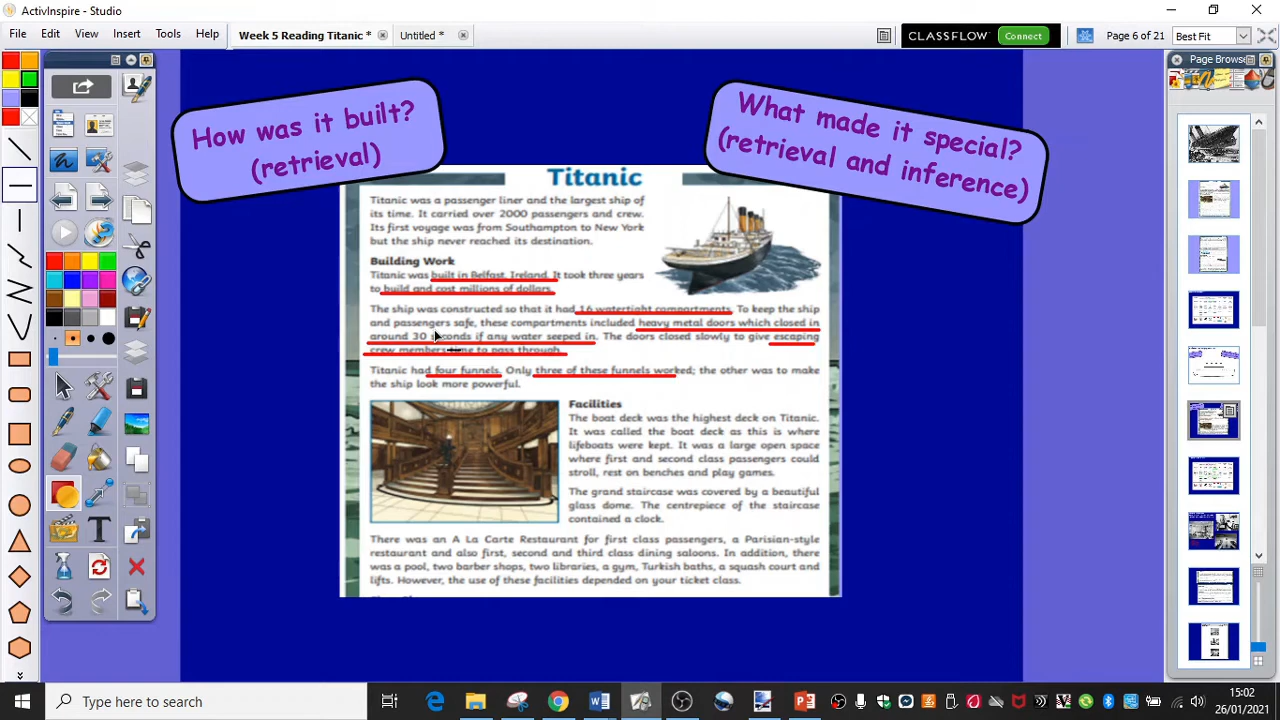 ActivInspire - Studio
File Edit View Insert Tools Help
Week 5 Reading Titanic *
Untitled *
CLASSFLOW Connect
Page 6 of 21
Best Fit
Page Browse
How was it built?
(retrieval)
What made it special?
(retrieval and inference)
Titanic
Titanic was a passenger liner and the largest ship of
its time. It carried over 2000 passengers and crew.
Its first voyage was from Southampton to New York
but the ship never reached its destination.
Building Work
Titanic was built in Belfast, Ireland. It took three years
to build and cost millions of dollars.
The ship was constructed so that it had 16 watertight compartments. To keep the ship
and passengers safe, these compartments included heavy metal doors which closed in
around 30 seconds if any water seeped in. The doors closed slowly to give escaping
crew members time to pass through.
Titanic had four funnels. Only three of these funnels worked; the other was to make
the ship look more powerful.
Facilities
The boat deck was the highest deck on Titanic.
It was called the boat deck as this is where
lifeboats were kept. It was a large open space
where first and second class passengers could
stroll, rest on benches and play games.
The grand staircase was covered by a beautiful
glass dome. The centrepiece of the staircase
contained a clock.
There was an A La Carte Restaurant for first class passengers, a Parisian-style
restaurant and also first, second and third class dining saloons. In addition, there
was a pool, two barber shops, two libraries, a gym, Turkish baths, a squash court and
lifts. However, the use of these facilities depended on your ticket class.
Type here to search
15:02
26/01/2021